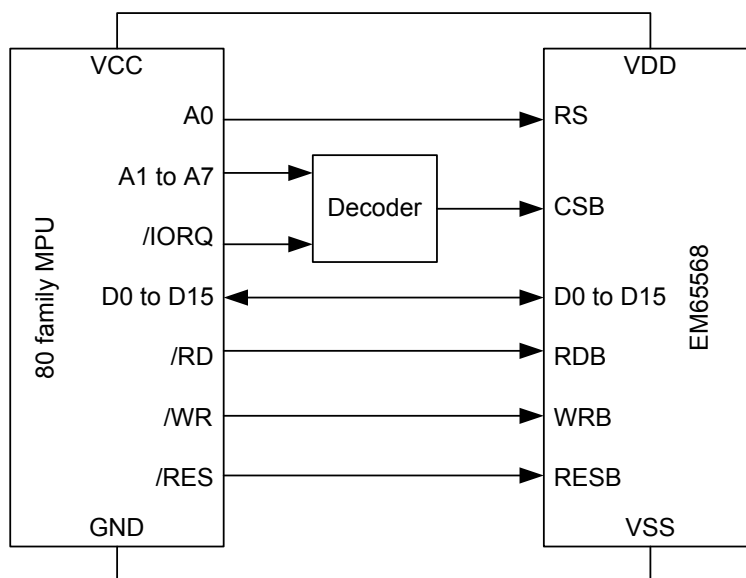 VCC
VDD
A0
RS
A1 to A7
Decoder
CSB
/IORQ
80 family MPU
D0 to D15
D0 to D15
EM65568
/RD
RDB
/WR
WRB
/RES
RESB
GND
VSS